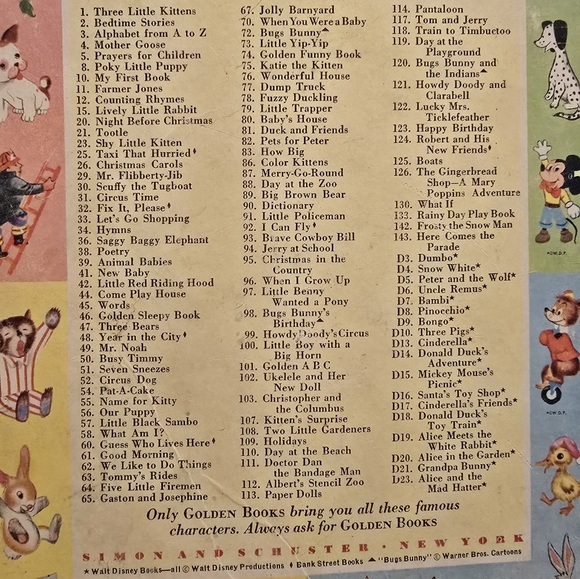 1. Three Little Kittens
2. Bedtime Stories
3. Alphabet from A to Z
4. Mother Goose
5. Prayers for Children
8. Poky Little Puppy
10. My First Book
11. Farmer Jones
12. Counting Rhymes
15. Lively Little Rabbit
20. Night Before Christmas
21. Tootle
23. Shy Little Kitten
25. Taxi That Hurried♦
26. Christmas Carols
29. Mr. Flibberty-Jib
30. Scuffy the Tugboat
31. Circus Time
32. Fix It, Please♦
33. Let's Go Shopping
34. Hymns
36. Saggy Baggy Elephant
38. Poetry
39. Animal Babies
41. New Baby
42. Little Red Riding Hood
44. Come Play House
45. Words
46. Golden Sleepy Book
47. Three Bears
48. Year in the City♦
49. Mr. Noah
50. Busy Timmy
51. Seven Sneezes
52. Circus Dog
54. Pat-A-Cake
55. Name for Kitty
56. Our Puppy
57. Little Black Sambo
58. What Am I?
60. Guess Who Lives Here♦
61. Good Morning
62. We Like to Do Things
63. Tommy's Rides
64. Five Little Firemen
65. Gaston and Josephine
67. Jolly Barnyard
70. When You Were a Baby
72. Bugs Bunny▲
73. Little Yip-Yip
74. Golden Funny Book
75. Katie the Kitten
76. Wonderful House
77. Dump Truck
78. Fuzzy Duckling
79. Little Trapper
80. Baby's House
81. Duck and Friends
82. Pets for Peter
83. How Big
86. Color Kittens
87. Merry-Go-Round
88. Day at the Zoo
89. Big Brown Bear
90. Dictionary
91. Little Policeman
92. I Can Fly♦
93. Brave Cowboy Bill
94. Jerry at School
95. Christmas in the
Country
96. When I Grow Up
97. Little Benny
Wanted a Pony
98. Bugs Bunny's
Birthday▲
99. Howdy Doody's Circus
100. Little Boy with a
Big Horn
101. Golden A B C
102. Ukelele and Her
New Doll
103. Christopher and
the Columbus
107. Kitten's Surprise
108. Two Little Gardeners
109. Holidays
110. Day at the Beach
111. Doctor Dan
the Bandage Man
112. Albert's Stencil Zoo
113. Paper Dolls
114. Pantaloon
117. Tom and Jerry
118. Train to Timbuctoo
119. Day at the
Playground
120. Bugs Bunny and
the Indians▲
121. Howdy Doody and
Clarabell
122. Lucky Mrs.
Ticklefeather
123. Happy Birthday
124. Robert and His
New Friends♦
125. Boats
126. The Gingerbread
Shop—A Mary
Poppins Adventure
130. What If
133. Rainy Day Play Book
142. Frosty the Snow Man
143. Here Comes the
Parade
D3. Dumbo★
D4. Snow White★
D5. Peter and the Wolf★
D6. Uncle Remus★
D7. Bambi★
D8. Pinocchio★
D9. Bongo★
D10. Three Pigs★
D13. Cinderella★
D14. Donald Duck's
Adventure★
D15. Mickey Mouse's
Picnic★
D16. Santa's Toy Shop★
D17. Cinderella's Friends★
D18. Donald Duck's
Toy Train★
D19. Alice Meets the
White Rabbit★
D20. Alice in the Garden★
D21. Grandpa Bunny★
D23. Alice and the
Mad Hatter★
Only GOLDEN BOOKS bring you all these famous
characters. Always ask for GOLDEN BOOKS
SIMON AND SCHUSTER • NEW YORK
★ Walt Disney Books—all © Walt Disney Productions ♦ Bank Street Books ▲ "Bugs Bunny" © Warner Bros. Cartoons
©W.D.P.
©W.D.P.